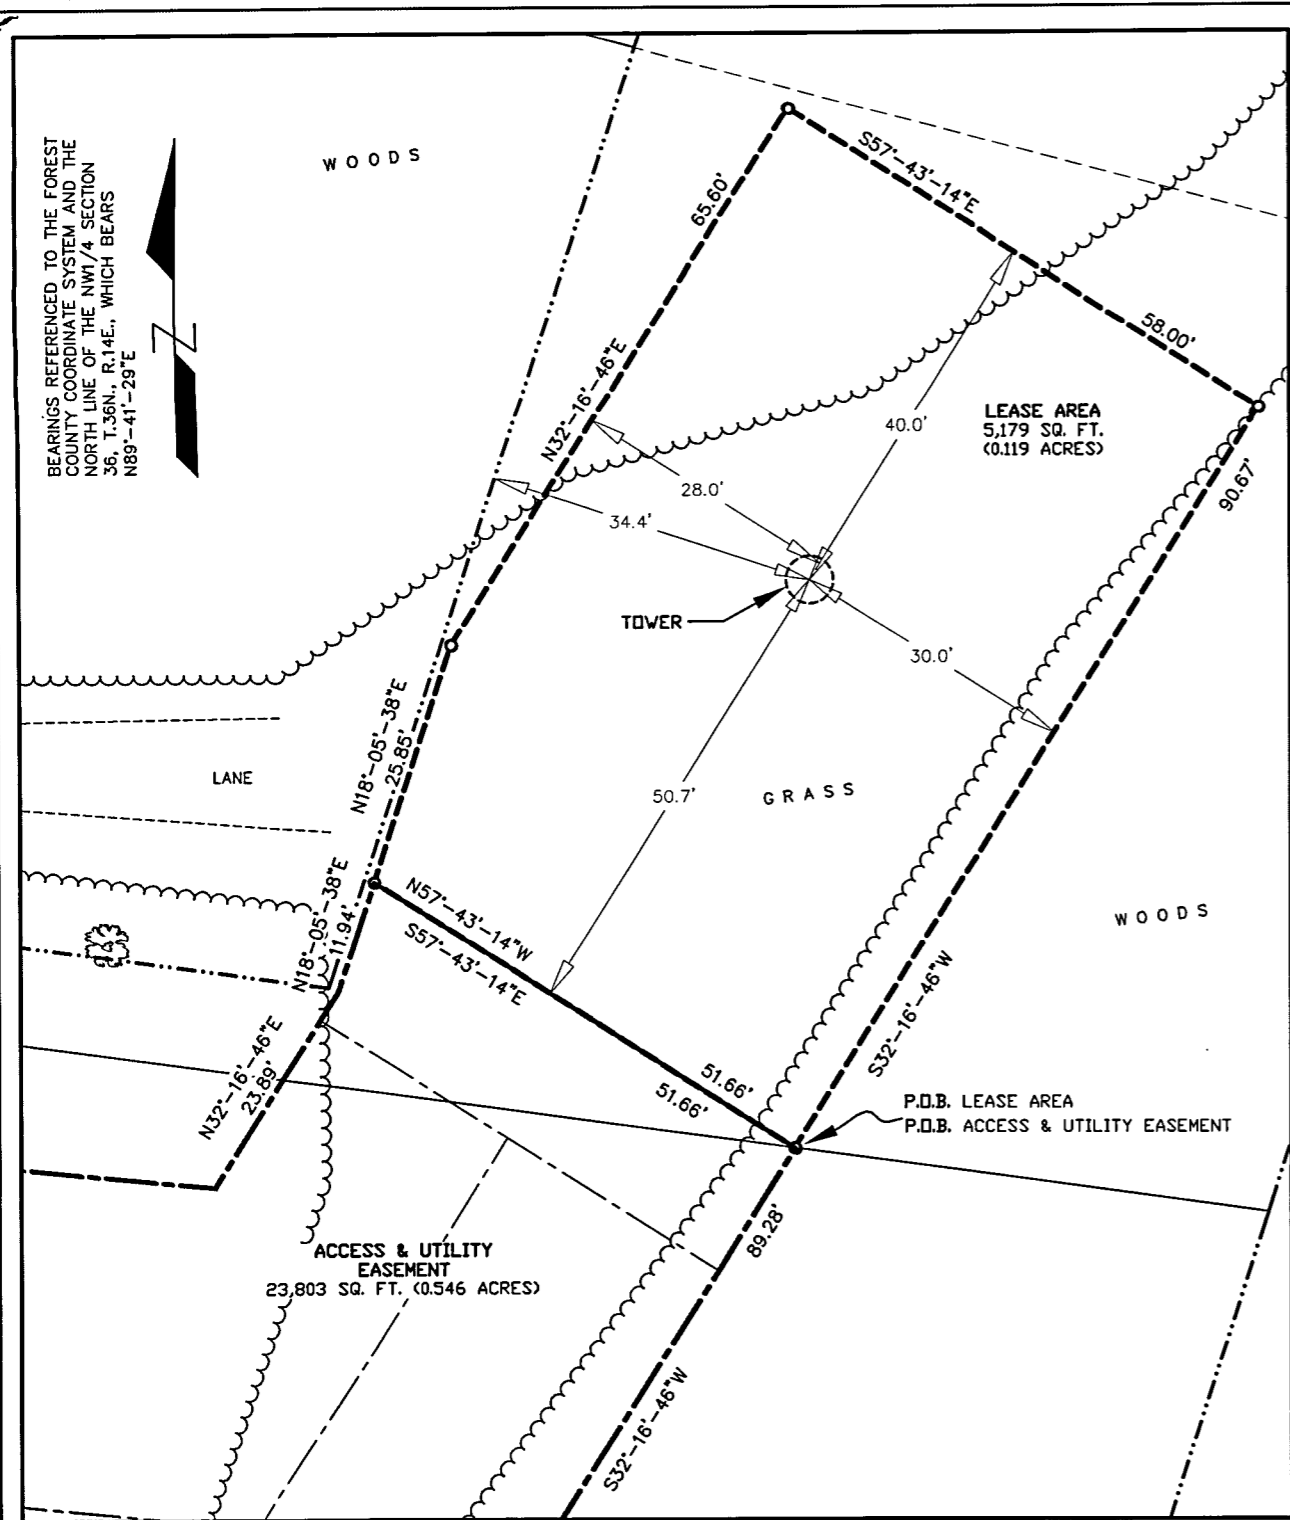 BEARINGS REFERENCED TO THE FOREST
COUNTY COORDINATE SYSTEM AND THE
NORTH LINE OF THE NW1/4 SECTION
36, T.36N., R.14E., WHICH BEARS
N89°-41'-29"E
Z
WOODS
S57°-43'-14"E
65.60'
58.00'
N32°-16'-46"E
40.0'
LEASE AREA
5,179 SQ. FT.
(0.119 ACRES)
28.0'
34.4'
90.67'
TOWER
30.0'
N18°-05'-38"E
25.85'
LANE
50.7'
GRASS
N18°-05'-38"E
11.94'
N57°-43'-14"W
S57°-43'-14"E
WOODS
S32°-16'-46"W
N32°-16'-46"E
23.89'
51.66'
51.66'
P.O.B. LEASE AREA
P.O.B. ACCESS & UTILITY EASEMENT
89.28'
ACCESS & UTILITY
EASEMENT
23,803 SQ. FT. (0.546 ACRES)
S32°-16'-46"W